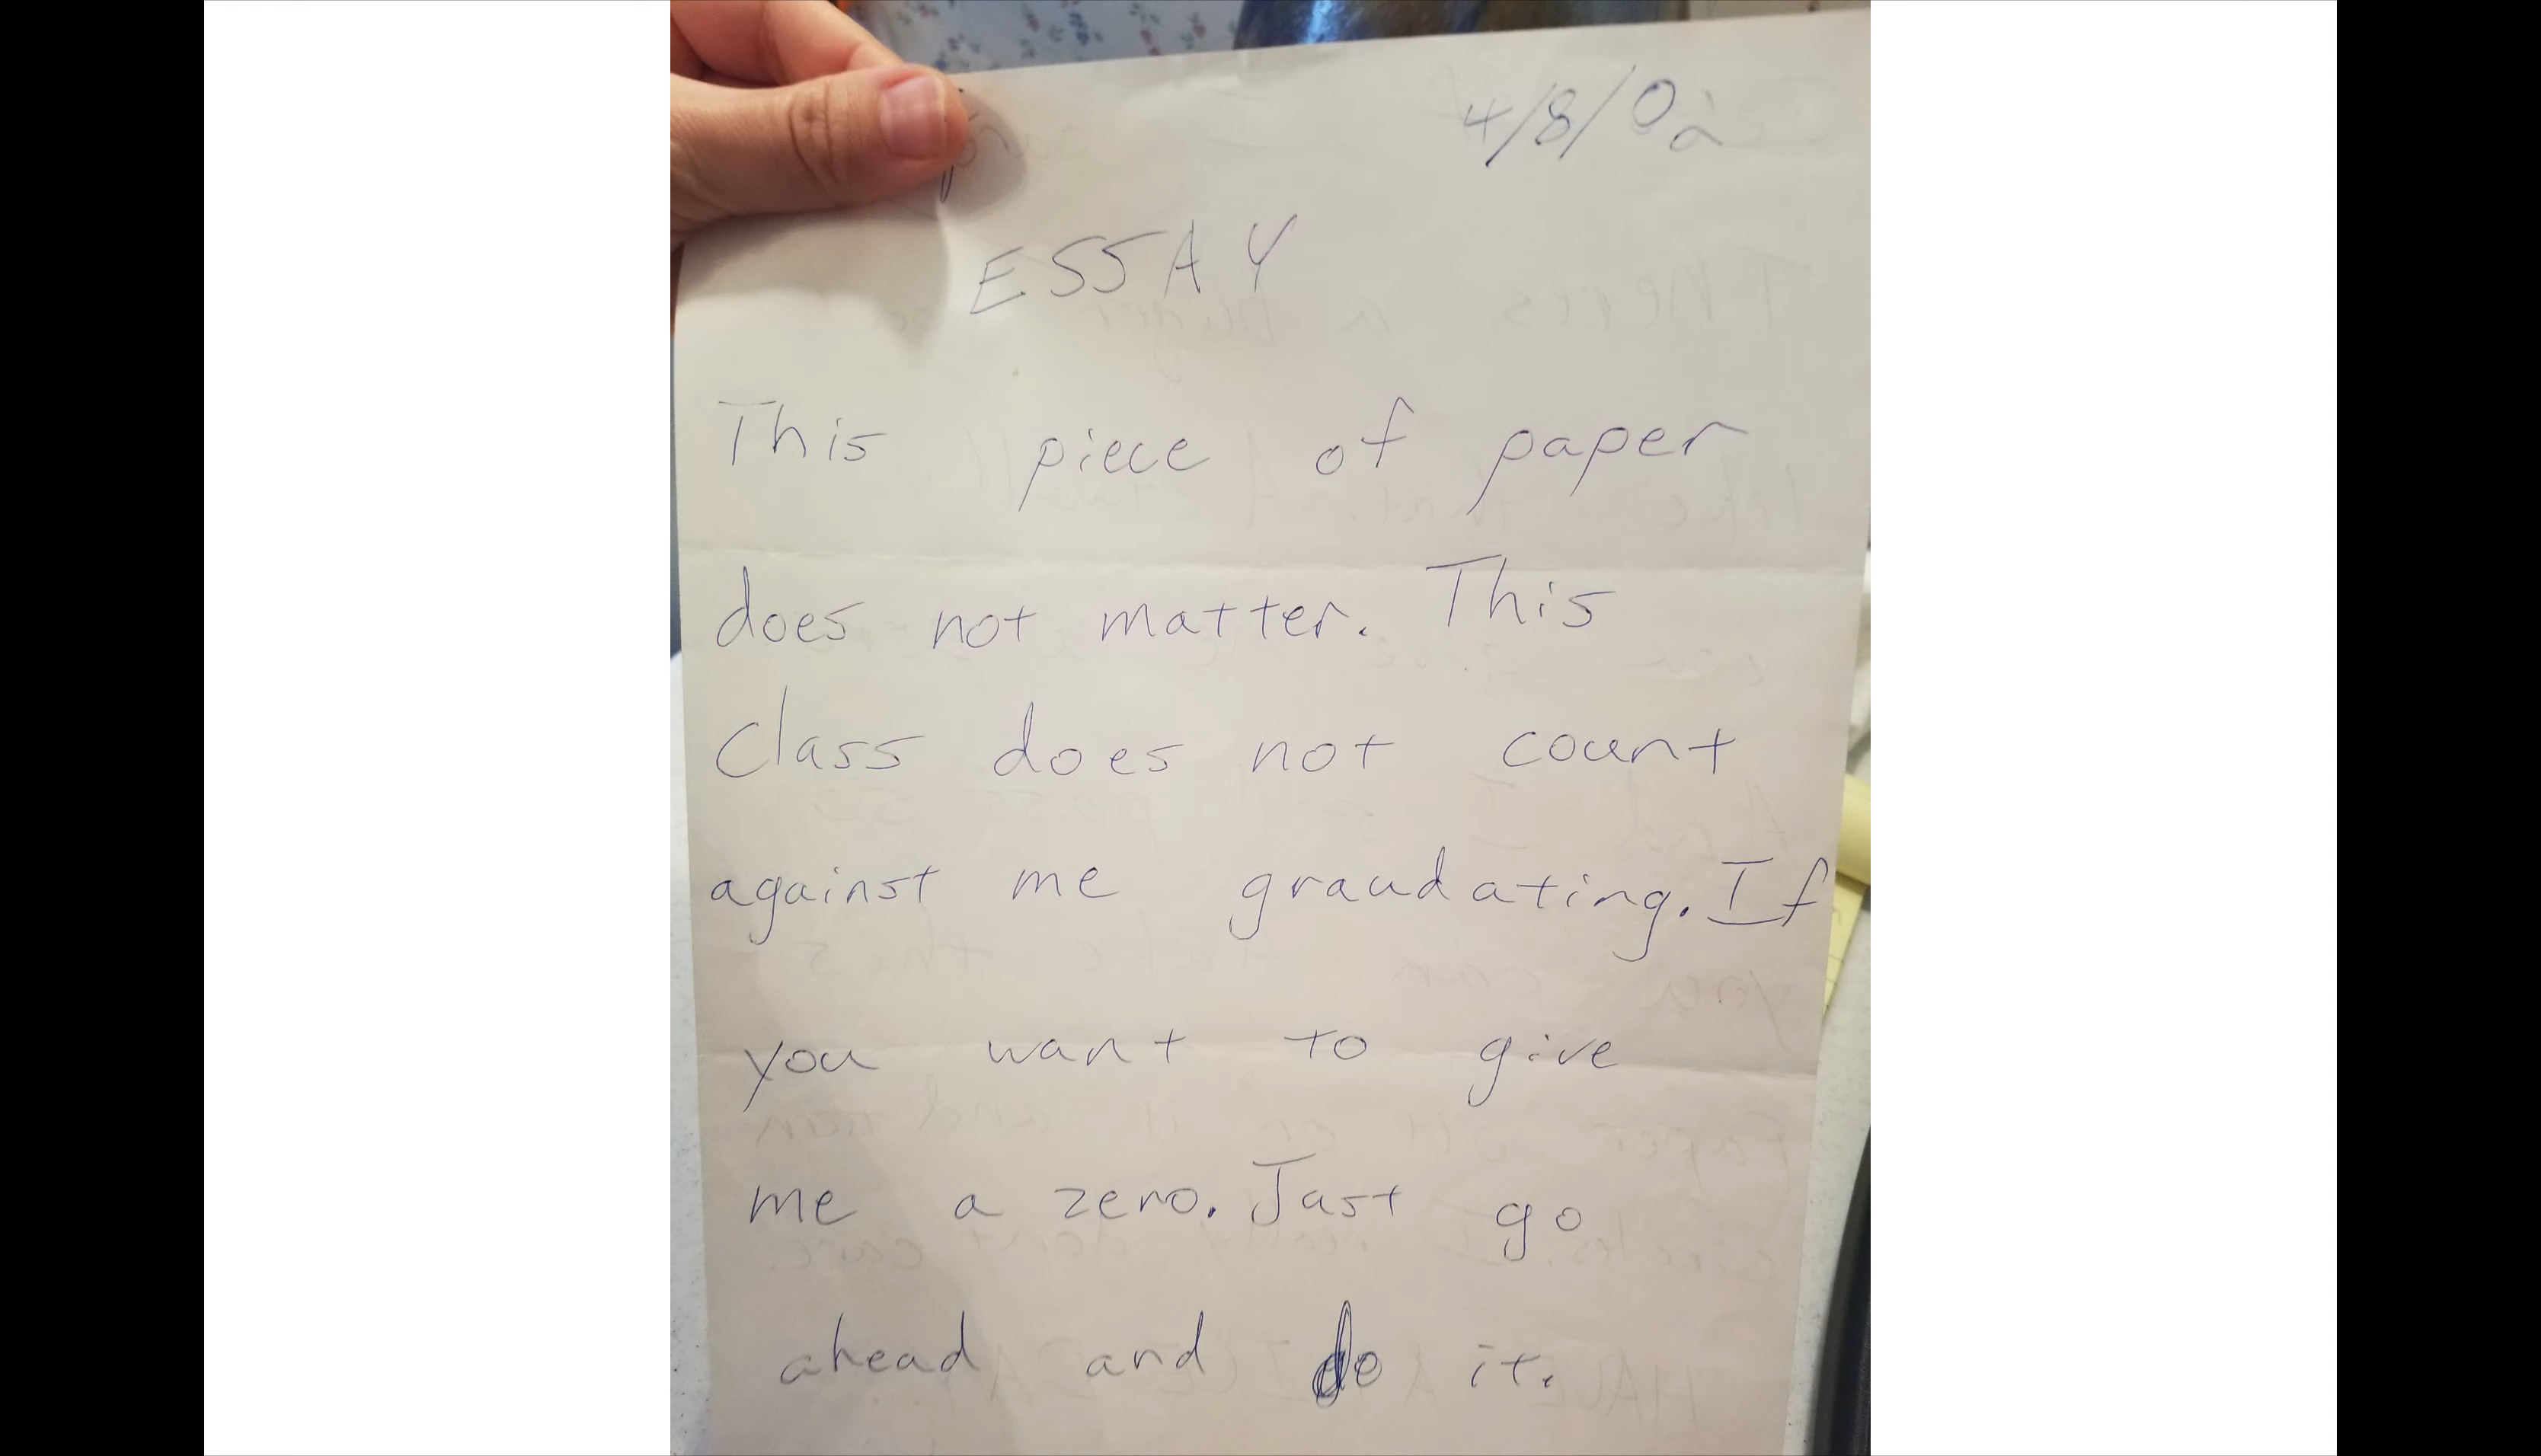 4/8/02
ESSAY
This piece of paper
does not matter. This
Class does not count
against me graudating. If
you want to give
me a zero. Just go
ahead and do it.